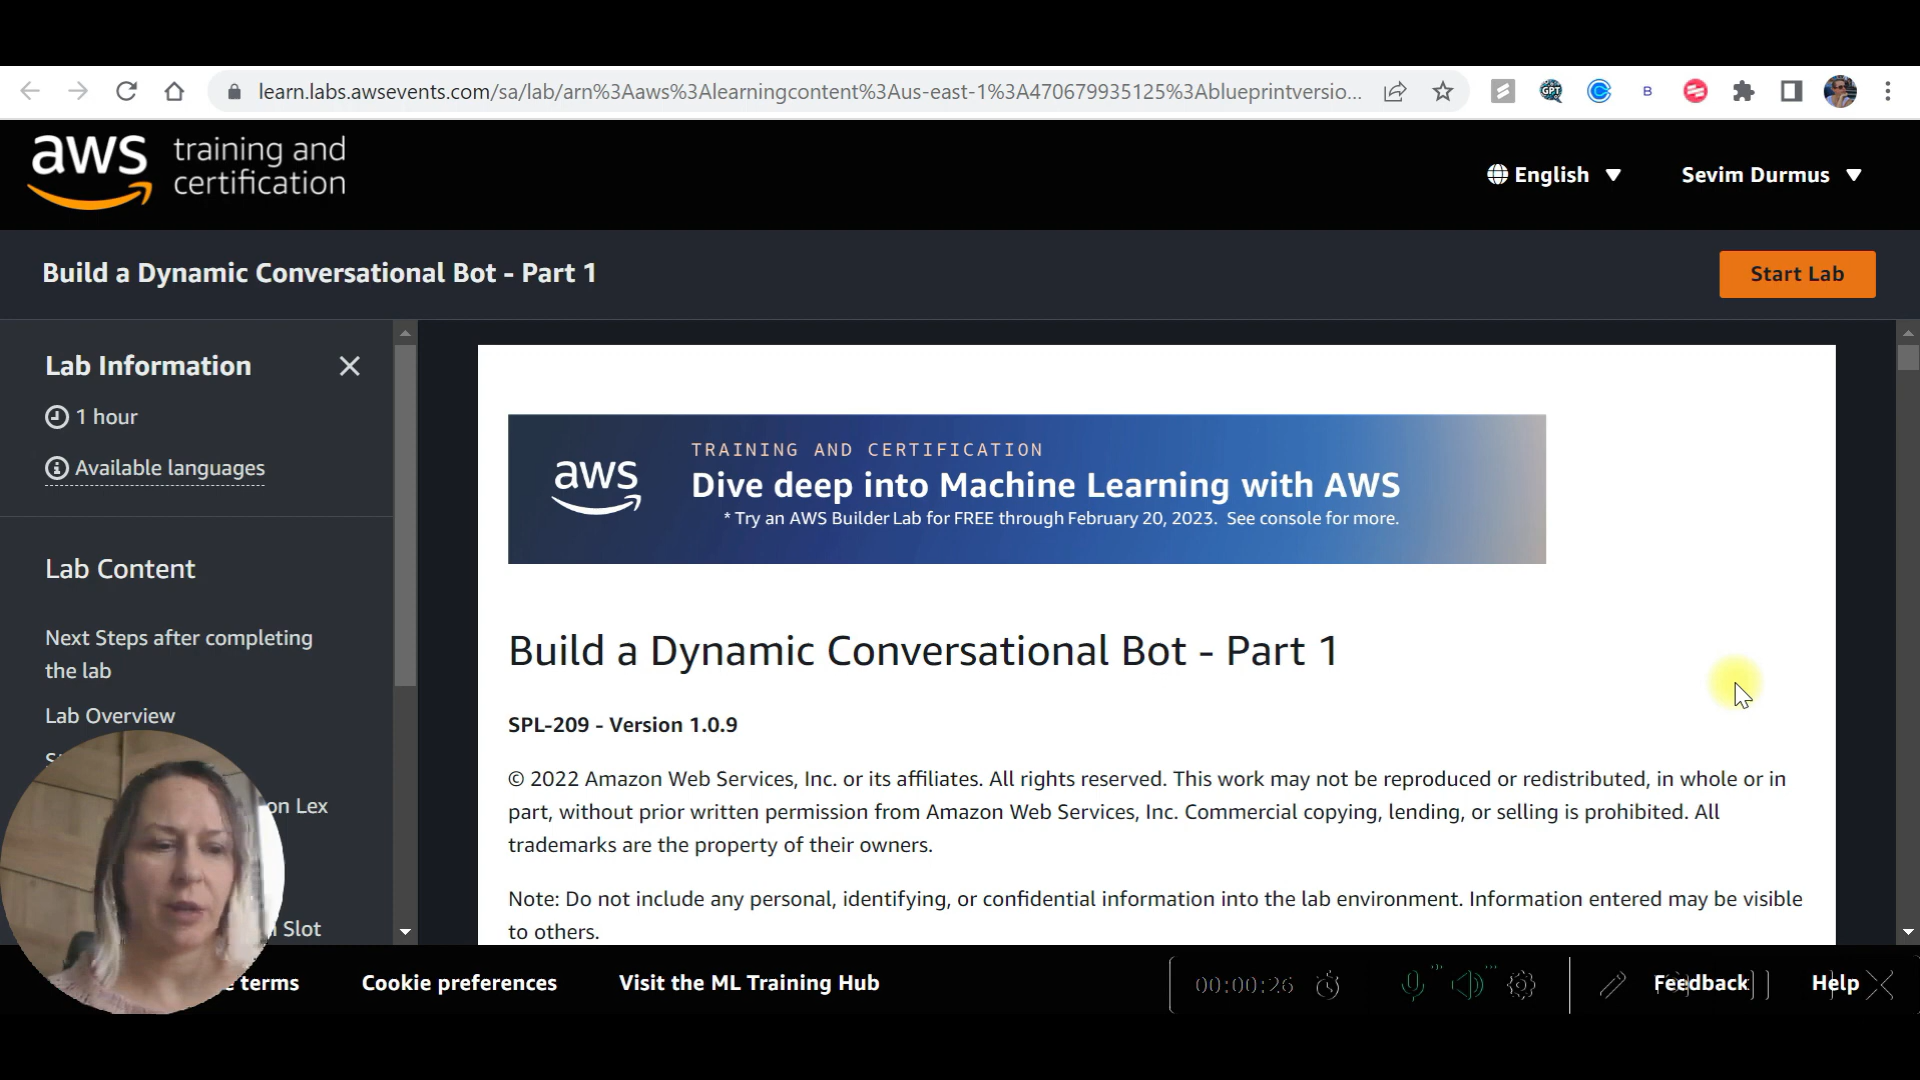 learn.labs.awsevents.com/sa/lab/arn%3Aaws%3Alearningcontent%3Aus-east-1%3A470679935125%3Ablueprintversio...
GPT
B
aws training and
certification
English
Sevim Durmus
Build a Dynamic Conversational Bot - Part 1
Start Lab
Lab Information
1 hour
Available languages
Lab Content
Next Steps after completing
the lab
Lab Overview
on Lex
Slot
aws
TRAINING AND CERTIFICATION
Dive deep into Machine Learning with AWS
* Try an AWS Builder Lab for FREE through February 20, 2023. See console for more.
Build a Dynamic Conversational Bot - Part 1
SPL-209 - Version 1.0.9
© 2022 Amazon Web Services, Inc. or its affiliates. All rights reserved. This work may not be reproduced or redistributed, in whole or in
part, without prior written permission from Amazon Web Services, Inc. Commercial copying, lending, or selling is prohibited. All
trademarks are the property of their owners.
Note: Do not include any personal, identifying, or confidential information into the lab environment. Information entered may be visible
to others.
terms
Cookie preferences
Visit the ML Training Hub
00:00:26
Feedback
Help